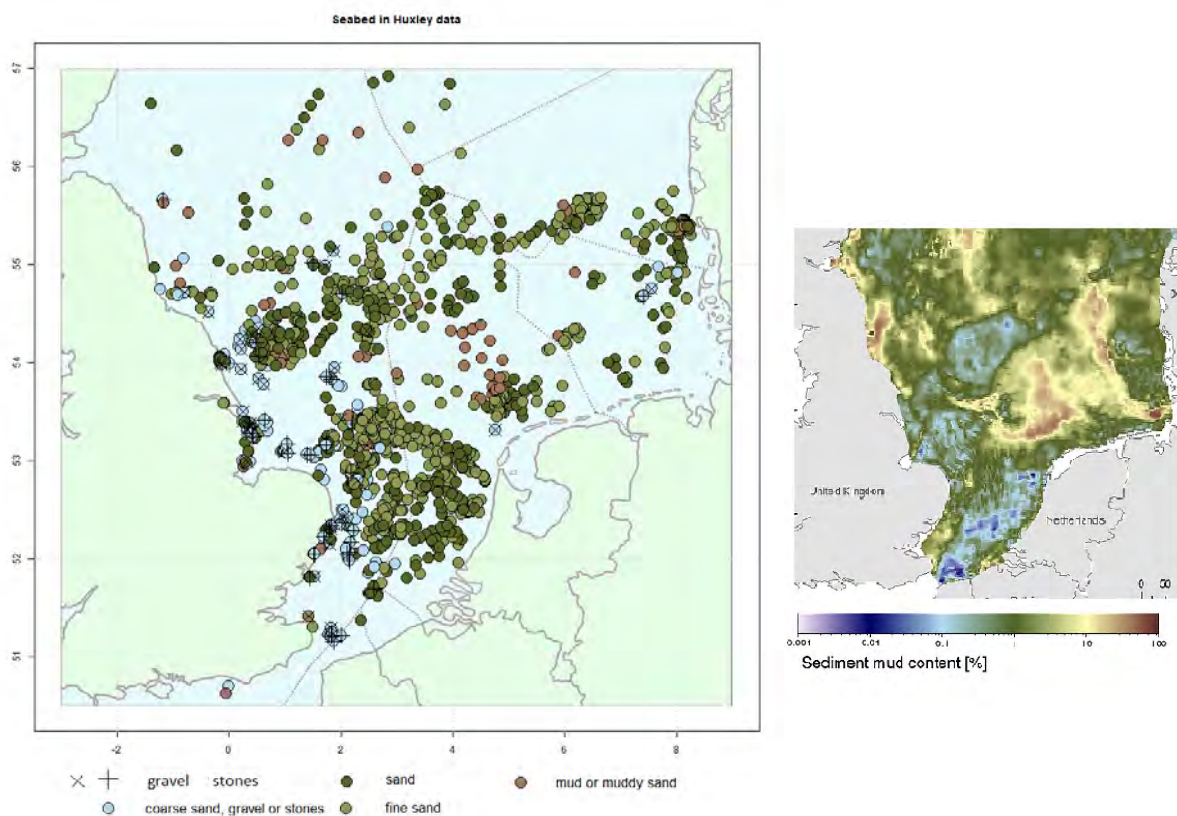 Seabed in Huxley data
57
56
55
54
53
52
51
-2
0
2
4
6
8
gravel stones
sand
mud or muddy sand
coarse sand, gravel or stones
fine sand
United Kingdom
Netherlands
0 50
0.001
0.01
0.1
1
10
100
Sediment mud content [%]